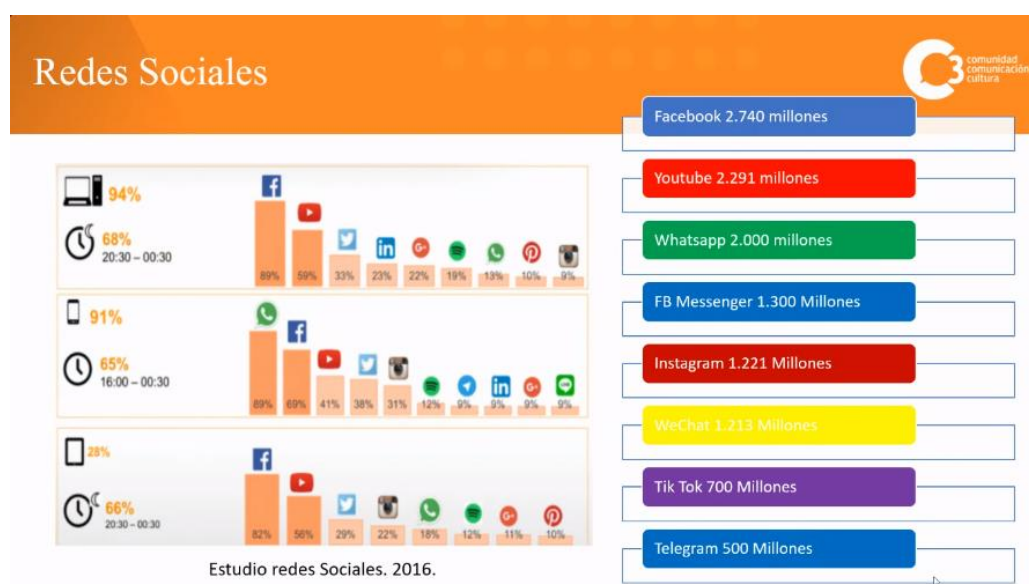 Redes Sociales
C3 comunidad
comunicación
cultura
94%
68%
20:30 – 00:30
89% 59% 33% 23% 22% 19% 13% 10% 9%
91%
65%
16:00 – 00:30
89% 69% 41% 38% 31% 12% 9% 9% 9% 9%
28%
66%
20:30 – 00:30
82% 56% 29% 22% 18% 12% 11% 10%
Estudio redes Sociales. 2016.
Facebook 2.740 millones
Youtube 2.291 millones
Whatsapp 2.000 millones
FB Messenger 1.300 Millones
Instagram 1.221 Millones
WeChat 1.213 Millones
Tik Tok 700 Millones
Telegram 500 Millones